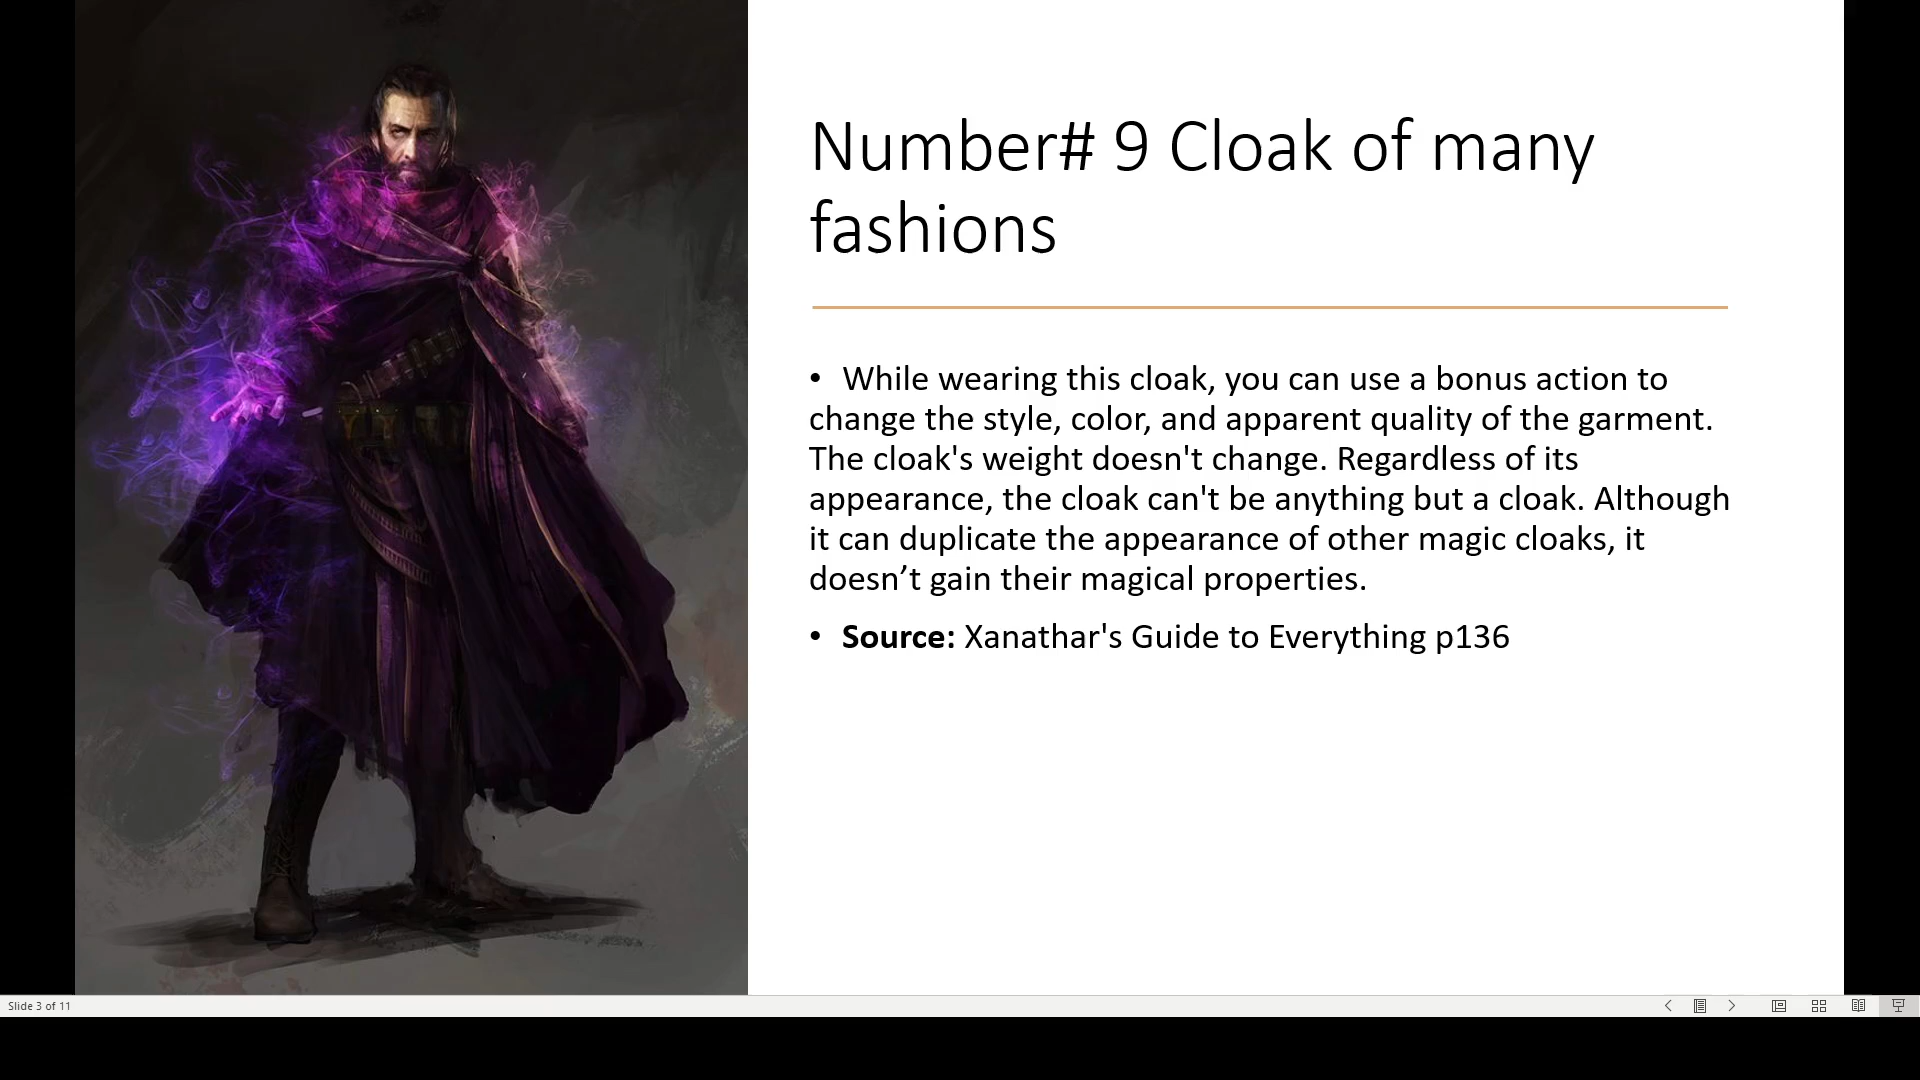 Number# 9 Cloak of many
fashions
• While wearing this cloak, you can use a bonus action to
change the style, color, and apparent quality of the garment.
The cloak's weight doesn't change. Regardless of its
appearance, the cloak can't be anything but a cloak. Although
it can duplicate the appearance of other magic cloaks, it
doesn’t gain their magical properties.
• Source: Xanathar's Guide to Everything p136
Slide 3 of 11